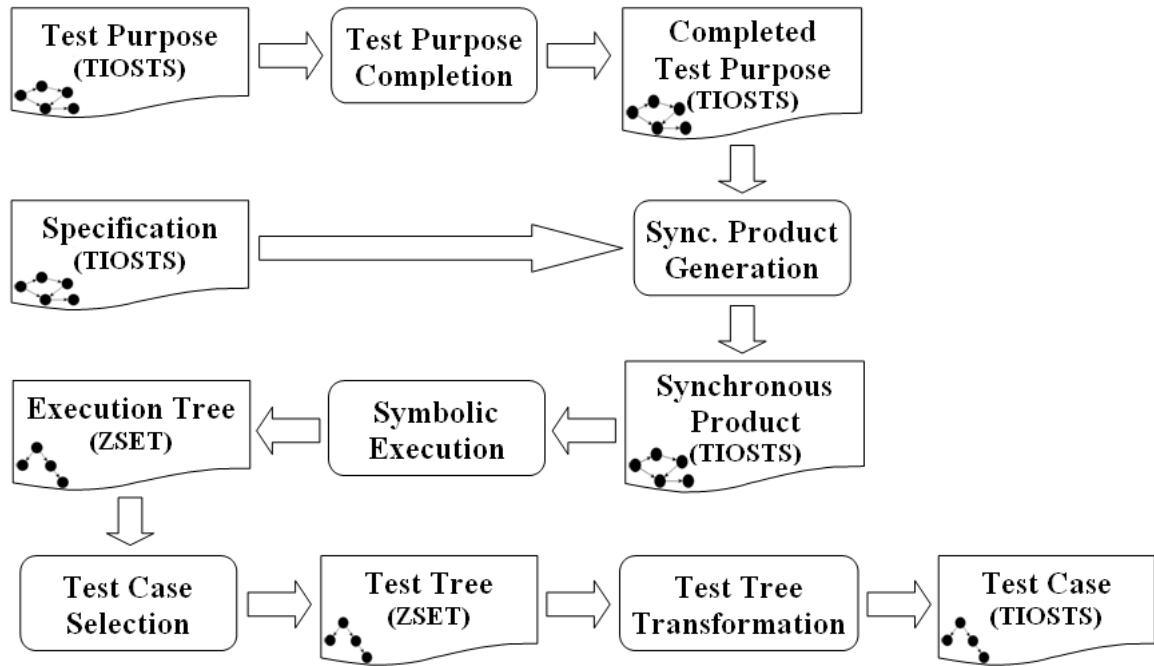 Test Purpose
(TIOSTS)
Test Purpose
Completion
Completed
Test Purpose
(TIOSTS)
Specification
(TIOSTS)
Sync. Product
Generation
Execution Tree
(ZSET)
Symbolic
Execution
Synchronous
Product
(TIOSTS)
Test Case
Selection
Test Tree
(ZSET)
Test Tree
Transformation
Test Case
(TIOSTS)